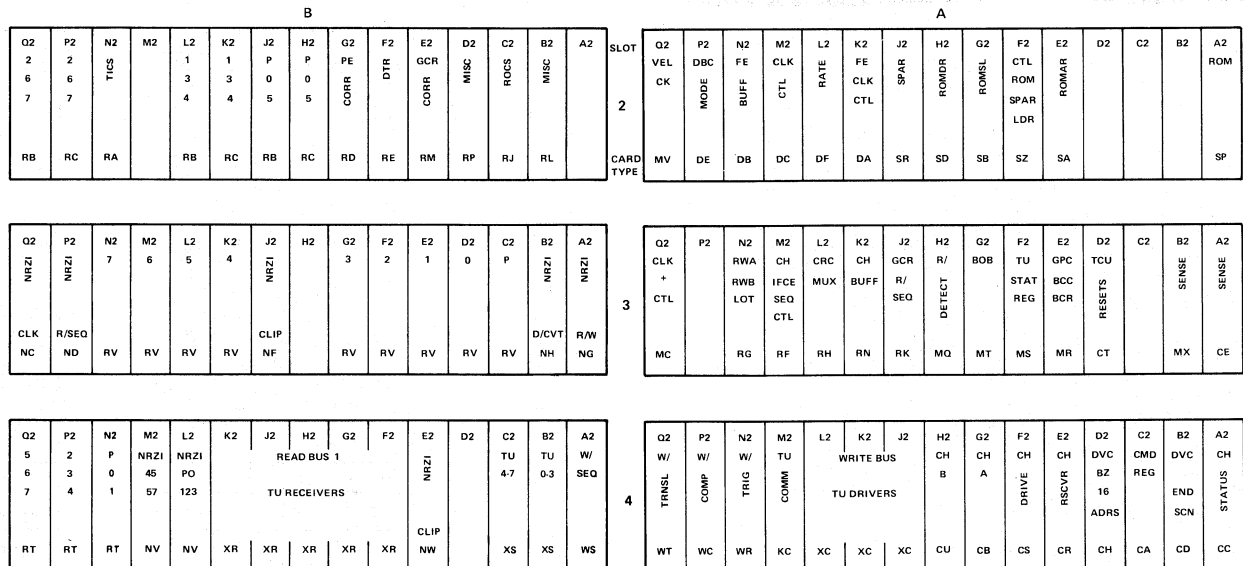 B A
Q2 P2 N2 M2 L2 K2 J2 H2 G2 F2 E2 D2 C2 B2 A2 SLOT Q2 P2 N2 M2 L2 K2 J2 H2 G2 F2 E2 D2 C2 B2 A2
2 2 TICS 1 1 P P PE DTR GCR MISC ROCS MISC VEL DBC FE CLK RATE FE SPAR ROMDR ROMSL CTL ROMAR ROM
6 6 3 3 0 0 CORR CORR CK MODE BUFF CTL CLK ROM
7 7 4 4 5 5 CTL SPAR
2 LDR
RB RC RA RB RC RB RC RD RE RM RP RJ RL CARD TYPE MV DE DB DC DF DA SR SD SB SZ SA SP
Q2 P2 N2 M2 L2 K2 J2 H2 G2 F2 E2 D2 C2 B2 A2 Q2 P2 N2 M2 L2 K2 J2 H2 G2 F2 E2 D2 C2 B2 A2
NRZI NRZI 7 6 5 4 NRZI 3 2 1 0 P NRZI NRZI CLK RWA CH CRC CH GCR R/ BOB TU GPC TCU SENSE SENSE
+ RWB IFCE MUX BUFF R/ DETECT STAT BCC RESETS
CTL LOT SEQ SEQ REG BCR
3 CTL
CLK R/SEQ CLIP D/CVT R/W
NC ND RV RV RV RV NF RV RV RV RV RV NH NG MC RG RF RH RN RK MQ MT MS MR CT MX CE
Q2 P2 N2 M2 L2 K2 J2 H2 G2 F2 E2 D2 C2 B2 A2 Q2 P2 N2 M2 L2 K2 J2 H2 G2 F2 E2 D2 C2 B2 A2
5 2 P NRZI NRZI READ BUS 1 NRZI TU TU W/ W/ W/ W/ TU WRITE BUS CH CH CH CH DVC CMD DVC CH
6 3 0 45 PO 4-7 0-3 SEQ TRNSL COMP TRIG COMM B A DRIVE RSCVR BZ REG STATUS
7 4 1 57 123 TU RECEIVERS TU DRIVERS 16 END
4 ADRS SCN
CLIP
RT RT RT NV NV XR XR XR XR XR NW XS XS WS WT WC WR KC XC XC XC CU CB CS CR CH CA CD CC